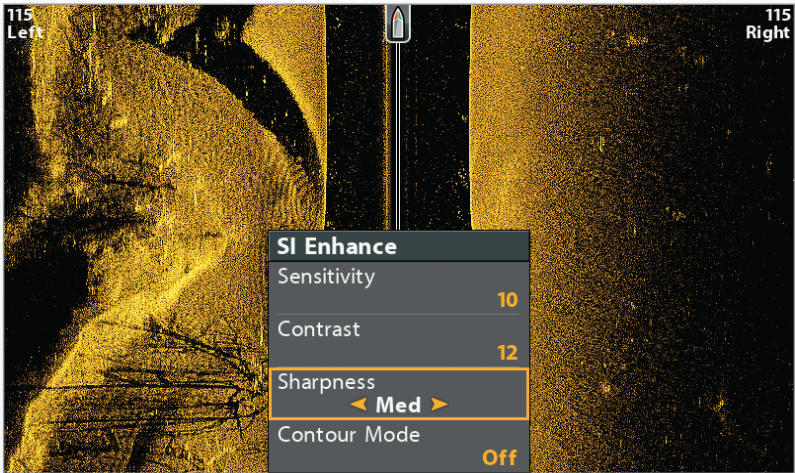 115
Left
115
Right
SI Enhance
Sensitivity
10
Contrast
12
Sharpness
Med
Contour Mode
Off